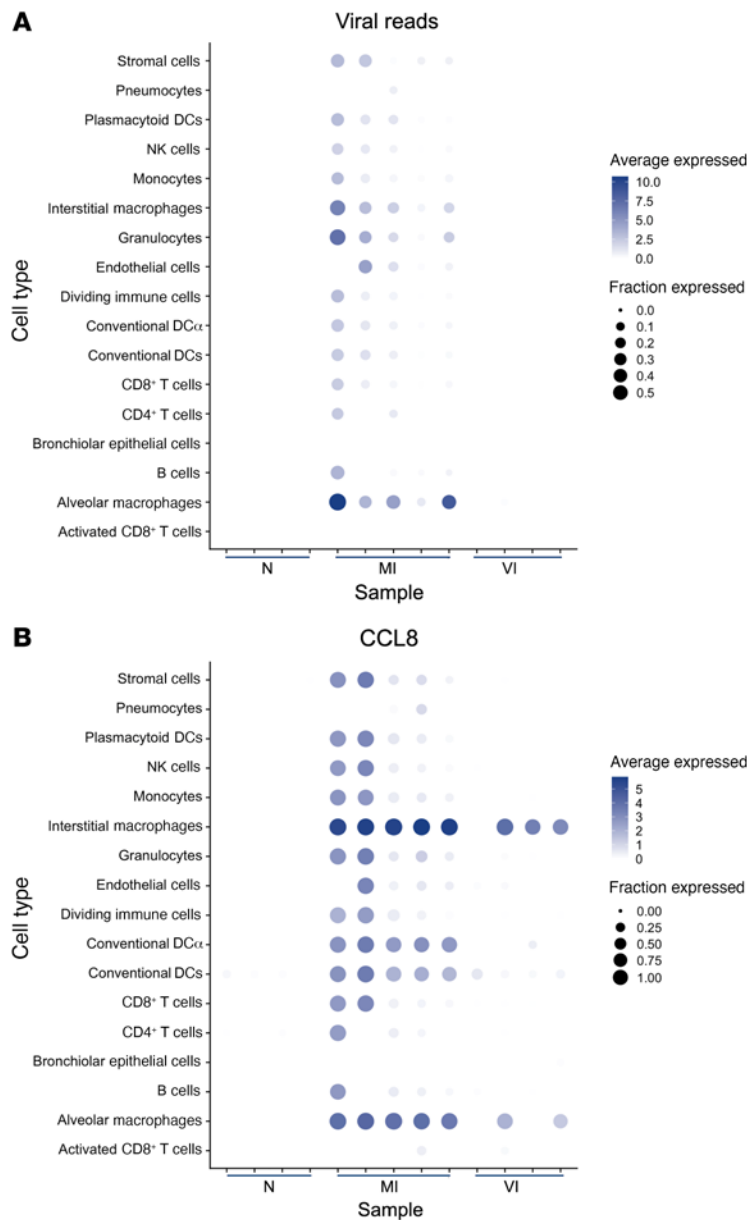 A
Viral reads
Cell type
Stromal cells
Pneumocytes
Plasmacytoid DCs
NK cells
Monocytes
Interstitial macrophages
Granulocytes
Endothelial cells
Dividing immune cells
Conventional DCα
Conventional DCs
CD8⁺ T cells
CD4⁺ T cells
Bronchiolar epithelial cells
B cells
Alveolar macrophages
Activated CD8⁺ T cells
N MI VI
Sample
Average expressed
10.0
7.5
5.0
2.5
0.0
Fraction expressed
0.0
0.1
0.2
0.3
0.4
0.5
B
CCL8
Cell type
Stromal cells
Pneumocytes
Plasmacytoid DCs
NK cells
Monocytes
Interstitial macrophages
Granulocytes
Endothelial cells
Dividing immune cells
Conventional DCα
Conventional DCs
CD8⁺ T cells
CD4⁺ T cells
Bronchiolar epithelial cells
B cells
Alveolar macrophages
Activated CD8⁺ T cells
N MI VI
Sample
Average expressed
5
4
3
2
1
0
Fraction expressed
0.00
0.25
0.50
0.75
1.00